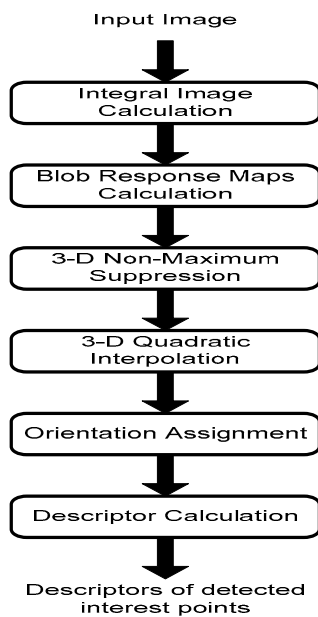 Input Image
Integral Image
Calculation
Blob Response Maps
Calculation
3-D Non-Maximum
Suppression
3-D Quadratic
Interpolation
Orientation Assignment
Descriptor Calculation
Descriptors of detected
interest points